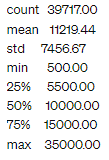 count 39717.00
mean 11219.44
std 7456.67
min 500.00
25% 5500.00
50% 10000.00
75% 15000.00
max 35000.00